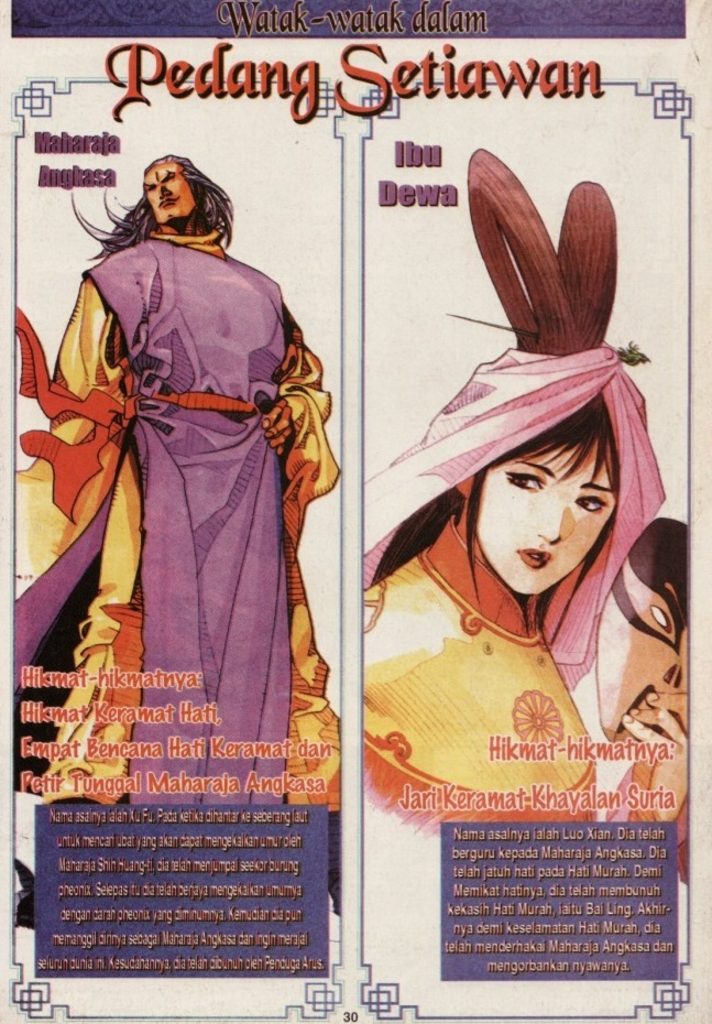 Watak-watak dalam
Pedang Setiawan
Maharaja
Angkasa
Hikmat-hikmatnya:
Hikmat Keramat Hati,
Empat Bencana Hati Keramat dan
Petir Tunggal Maharaja Angkasa
Nama asalnya ialah Xu Fu. Pada ketika dihantar ke seberang laut
untuk mencari ubat yang akan dapat mengekalkan umur oleh
Maharaja Shih Huang-ti, dia telah menjumpai seekor burung
pheonix. Selepas itu dia telah berjaya mengekalkan umurnya
dengan darah pheonix yang diminumnya. Kemudian dia pun
memanggil dirinya sebagai Maharaja Angkasa dan ingin merajai
seluruh dunia ini. Kesudahannya, dia telah dibunuh oleh Penduga Arus.
Ibu
Dewa
Hikmat-hikmatnya:
Jari Keramat Khayalan Suria
Nama asalnya ialah Luo Xian. Dia telah
berguru kepada Maharaja Angkasa. Dia
telah jatuh hati pada Hati Murah. Demi
Memikat hatinya, dia telah membunuh
kekasih Hati Murah, iaitu Bai Ling. Akhir-
nya demi keselamatan Hati Murah, dia
telah menderhakai Maharaja Angkasa dan
mengorbankan nyawanya.
30